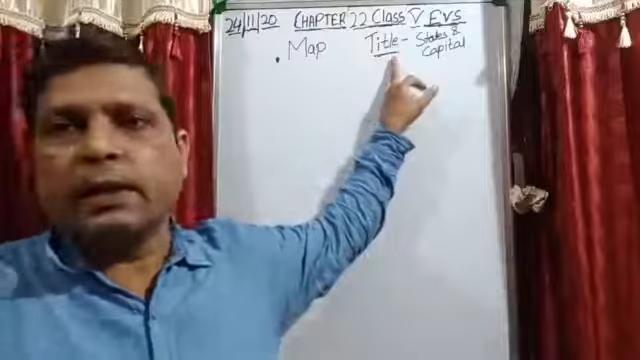 24/11/20 CHAPTER 22 Class V EVS
. Map Title - States &
Capital